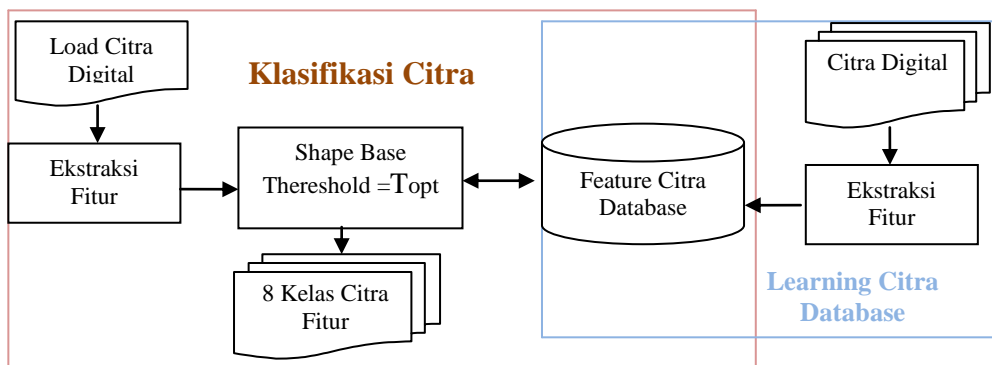 Load Citra
Digital
Klasifikasi Citra
Citra Digital
Ekstraksi
Fitur
Shape Base
Thereshold =Topt
Feature Citra
Database
Ekstraksi
Fitur
8 Kelas Citra
Fitur
Learning Citra
Database